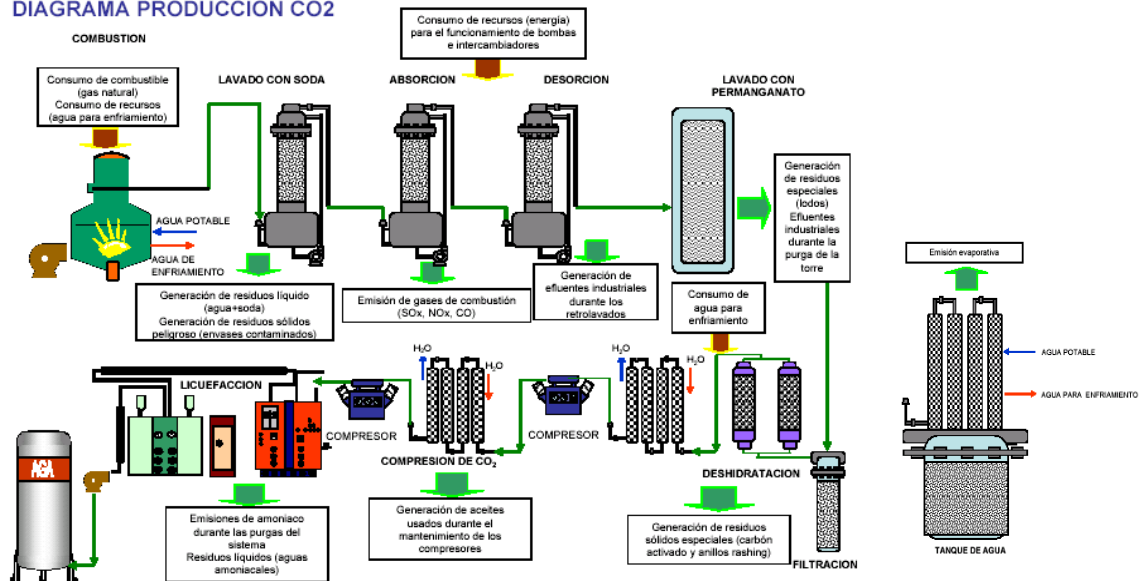 DIAGRAMA PRODUCCION CO2
COMBUSTION
Consumo de combustible
(gas natural)
Consumo de recursos
(agua para enfriamiento)
AGUA POTABLE
AGUA DE
ENFRIAMIENTO
LAVADO CON SODA
Generación de residuos líquido
(agua+soda)
Generación de residuos sólidos
peligroso (envases contaminados)
Consumo de recursos (energía)
para el funcionamiento de bombas
e intercambiadores
ABSORCION
Emisión de gases de combustión
(SOx, NOx, CO)
DESORCION
Generación de
efluentes industriales
durante los
retrolavados
LAVADO CON
PERMANGANATO
Generación
de residuos
especiales
(lodos)
Efluentes
industriales
durante la
purga de la
torre
Consumo de
agua para
enfriamiento
Emisión evaporativa
AGUA POTABLE
AGUA PARA ENFRIAMIENTO
TANQUE DE AGUA
LICUEFACCION
AGA
Emisiones de amoniaco
durante las purgas del
sistema
Residuos líquidos (aguas
amoniacales)
COMPRESOR
H2O
H2O
COMPRESION DE CO2
Generación de aceites
usados durante el
mantenimiento de los
compresores
COMPRESOR
H2O
H2O
DESHIDRATACION
Generación de residuos
sólidos especiales (carbón
activado y anillos rashing)
FILTRACION